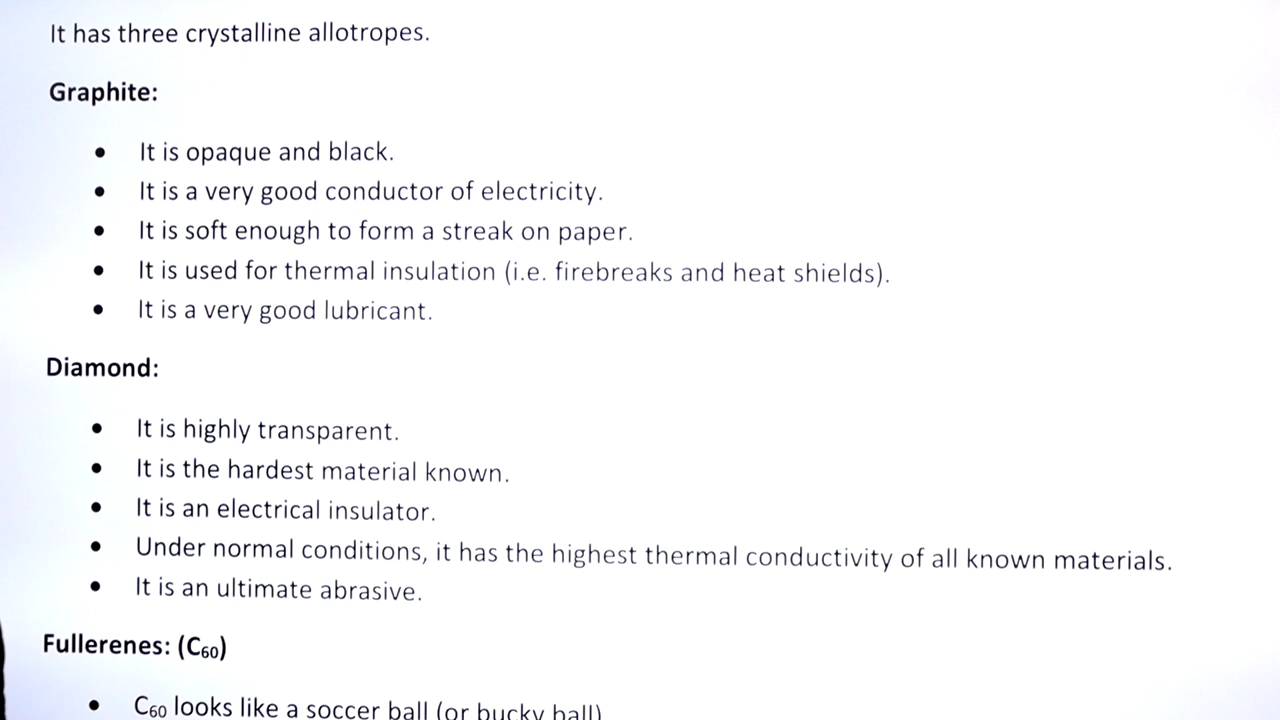 It has three crystalline allotropes.
Graphite:
• It is opaque and black.
• It is a very good conductor of electricity.
• It is soft enough to form a streak on paper.
• It is used for thermal insulation (i.e. firebreaks and heat shields).
• It is a very good lubricant.
Diamond:
• It is highly transparent.
• It is the hardest material known.
• It is an electrical insulator.
• Under normal conditions, it has the highest thermal conductivity of all known materials.
• It is an ultimate abrasive.
Fullerenes: (C₆₀)
• C₆₀ looks like a soccer ball (or bucky ball)